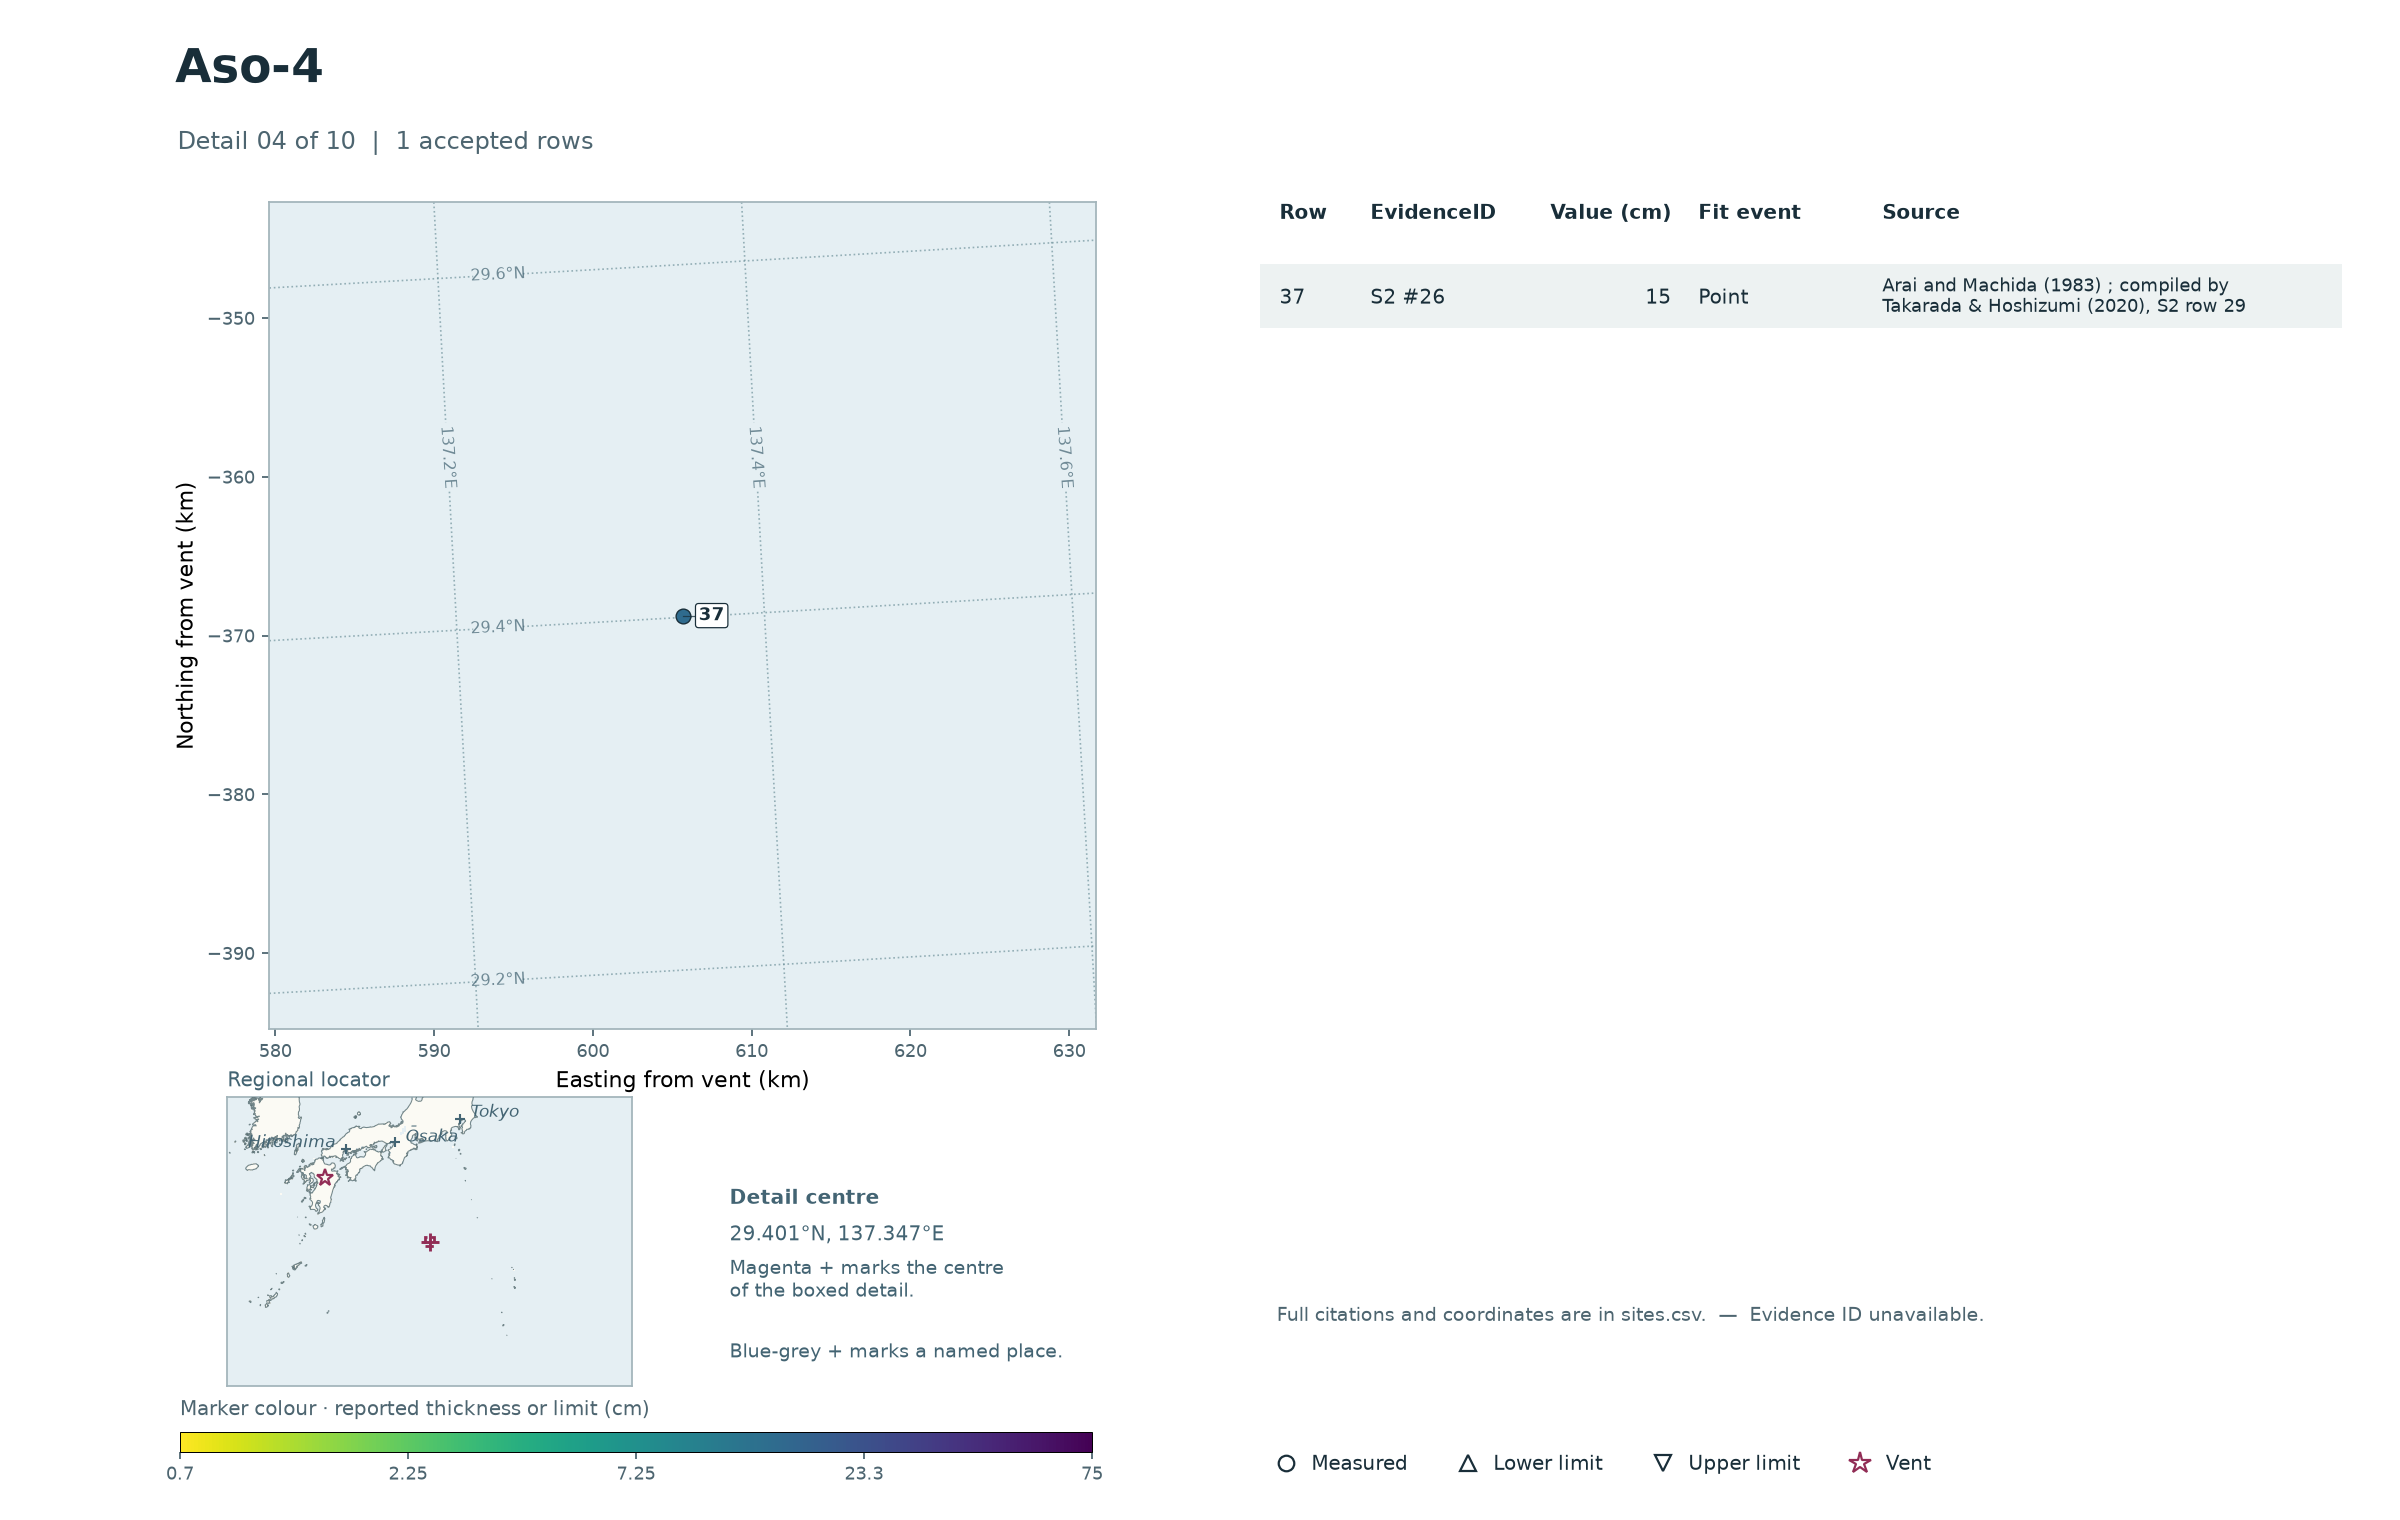 Aso-4
Detail 04 of 10 | 1 accepted rows
Row EvidenceID Value (cm) Fit event Source
37 S2 #26 15 Point Arai and Machida (1983) ; compiled by
Takarada & Hoshizumi (2020), S2 row 29
29.6°N
29.4°N
29.2°N
137.2°E
137.4°E
137.6°E
37
Northing from vent (km)
−350
−360
−370
−380
−390
580 590 600 610 620 630
Easting from vent (km)
Regional locator
Tokyo
Ōsaka
Hiroshima
Detail centre
29.401°N, 137.347°E
Magenta + marks the centre
of the boxed detail.
Blue-grey + marks a named place.
Full citations and coordinates are in sites.csv. — Evidence ID unavailable.
Marker colour · reported thickness or limit (cm)
0.7 2.25 7.25 23.3 75
Measured Lower limit Upper limit Vent